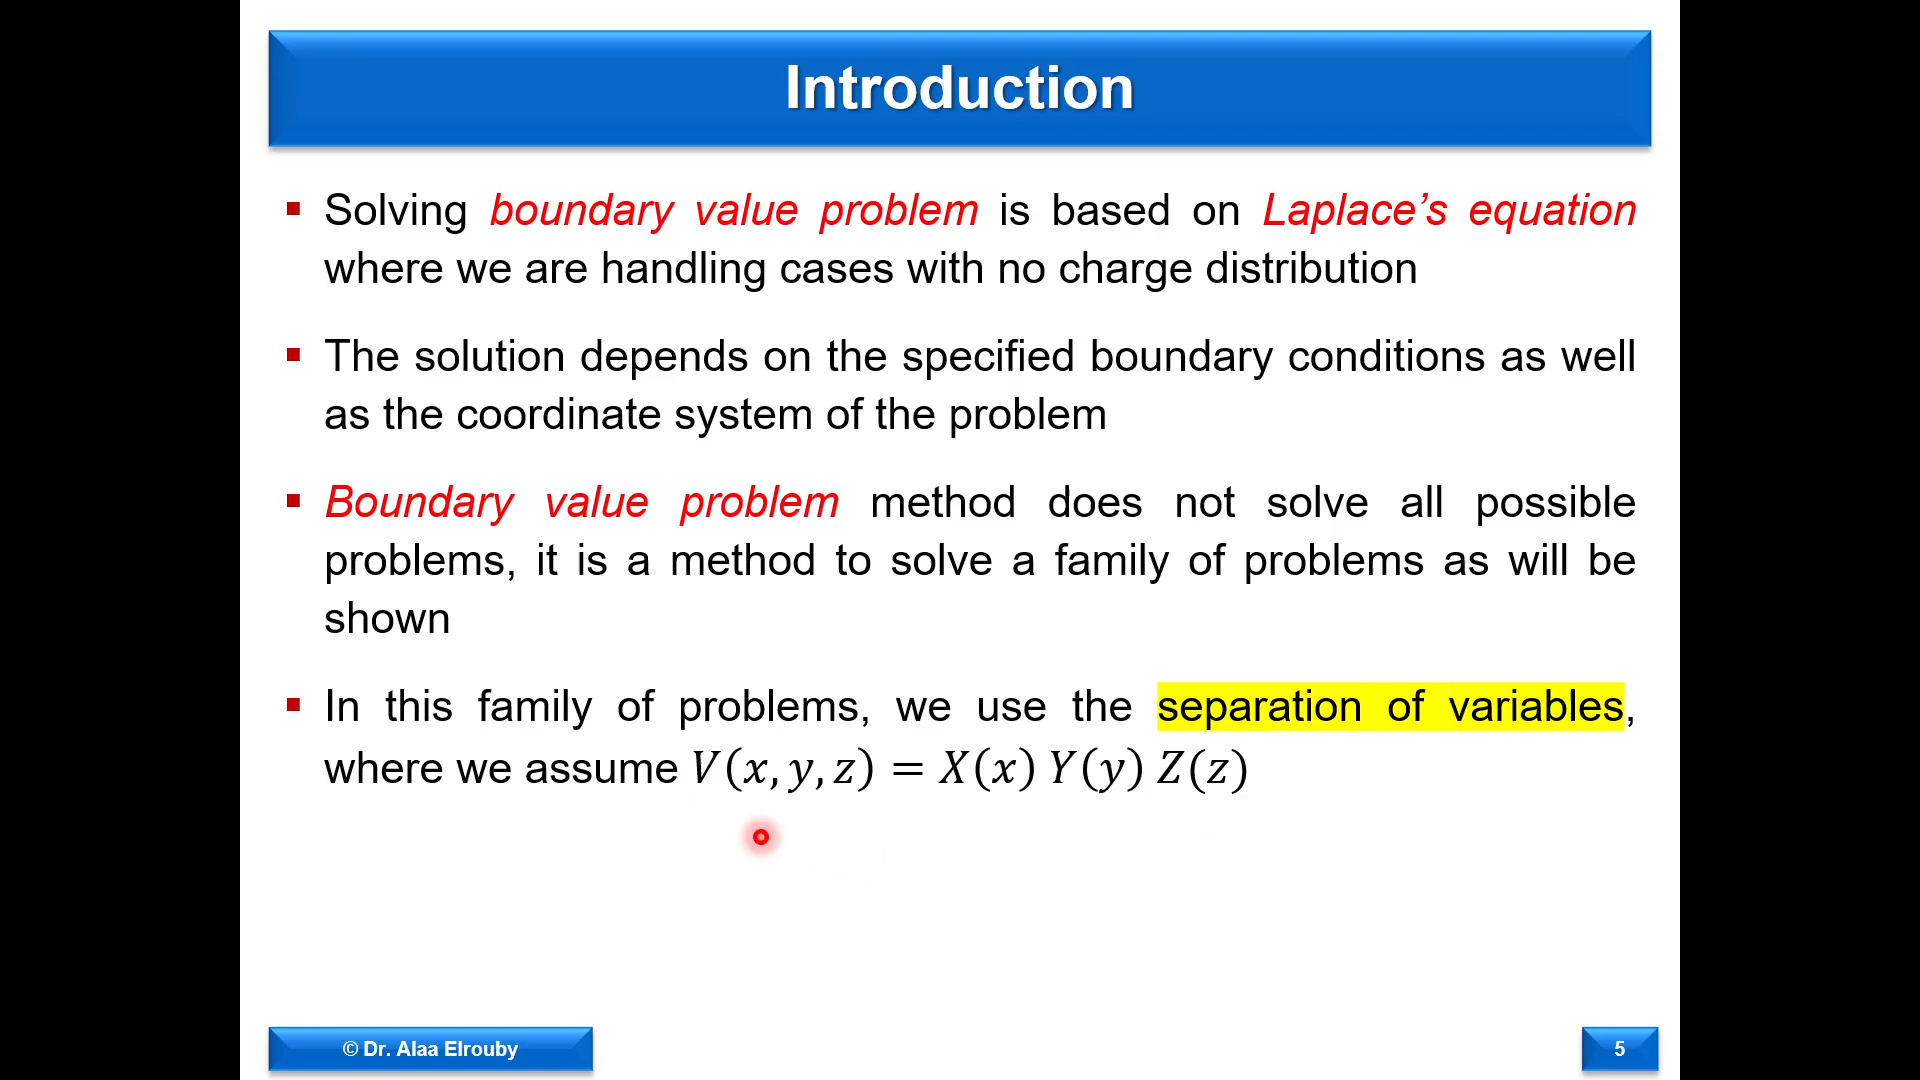 Introduction
▪ Solving boundary value problem is based on Laplace’s equation
where we are handling cases with no charge distribution
▪ The solution depends on the specified boundary conditions as well
as the coordinate system of the problem
▪ Boundary value problem method does not solve all possible
problems, it is a method to solve a family of problems as will be
shown
▪ In this family of problems, we use the separation of variables,
where we assume 𝑉(𝑥, 𝑦, 𝑧) = 𝑋(𝑥) 𝑌(𝑦) 𝑍(𝑧)
© Dr. Alaa Elrouby
5